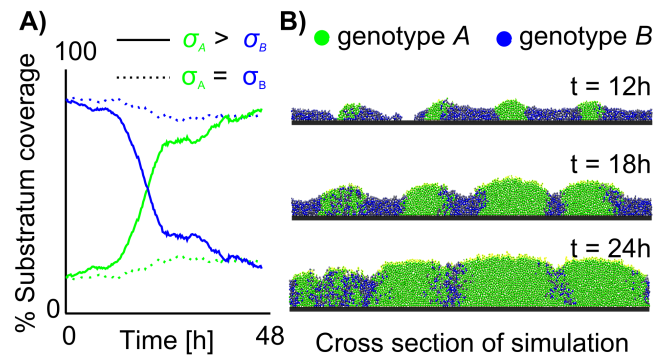 A)
% Substratum coverage
100
0
σA > σB
σA = σB
0
Time [h]
48
B)
genotype A
genotype B
t = 12h
t = 18h
t = 24h
Cross section of simulation